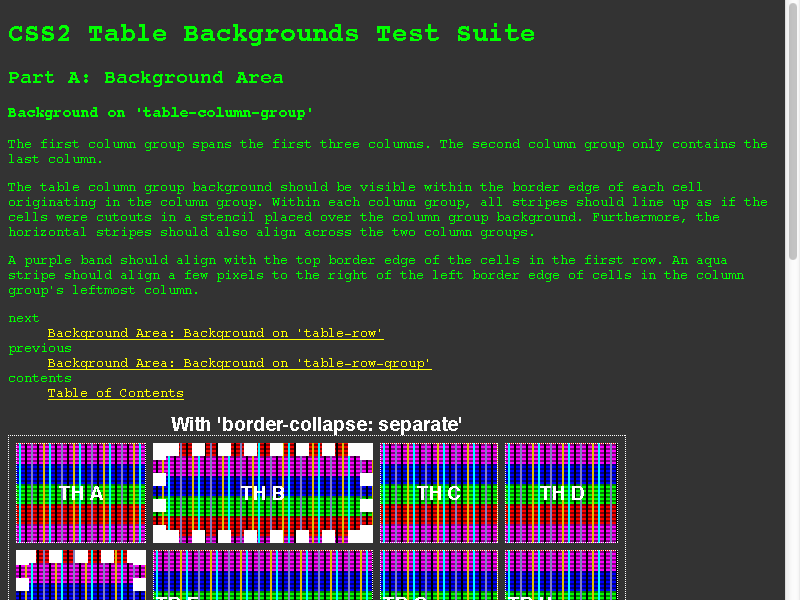 CSS2 Table Backgrounds Test Suite
Part A: Background Area
Background on 'table-column-group'
The first column group spans the first three columns. The second column group only contains the
last column.
The table column group background should be visible within the border edge of each cell
originating in the column group. Within each column group, all stripes should line up as if the
cells were cutouts in a stencil placed over the column group background. Furthermore, the
horizontal stripes should also align across the two column groups.
A purple band should align with the top border edge of the cells in the first row. An aqua
stripe should align a few pixels to the right of the left border edge of cells in the column
group's leftmost column.
next
Background Area: Background on 'table-row'
previous
Background Area: Background on 'table-row-group'
contents
Table of Contents
With 'border-collapse: separate'
TH A TH B TH C TH D